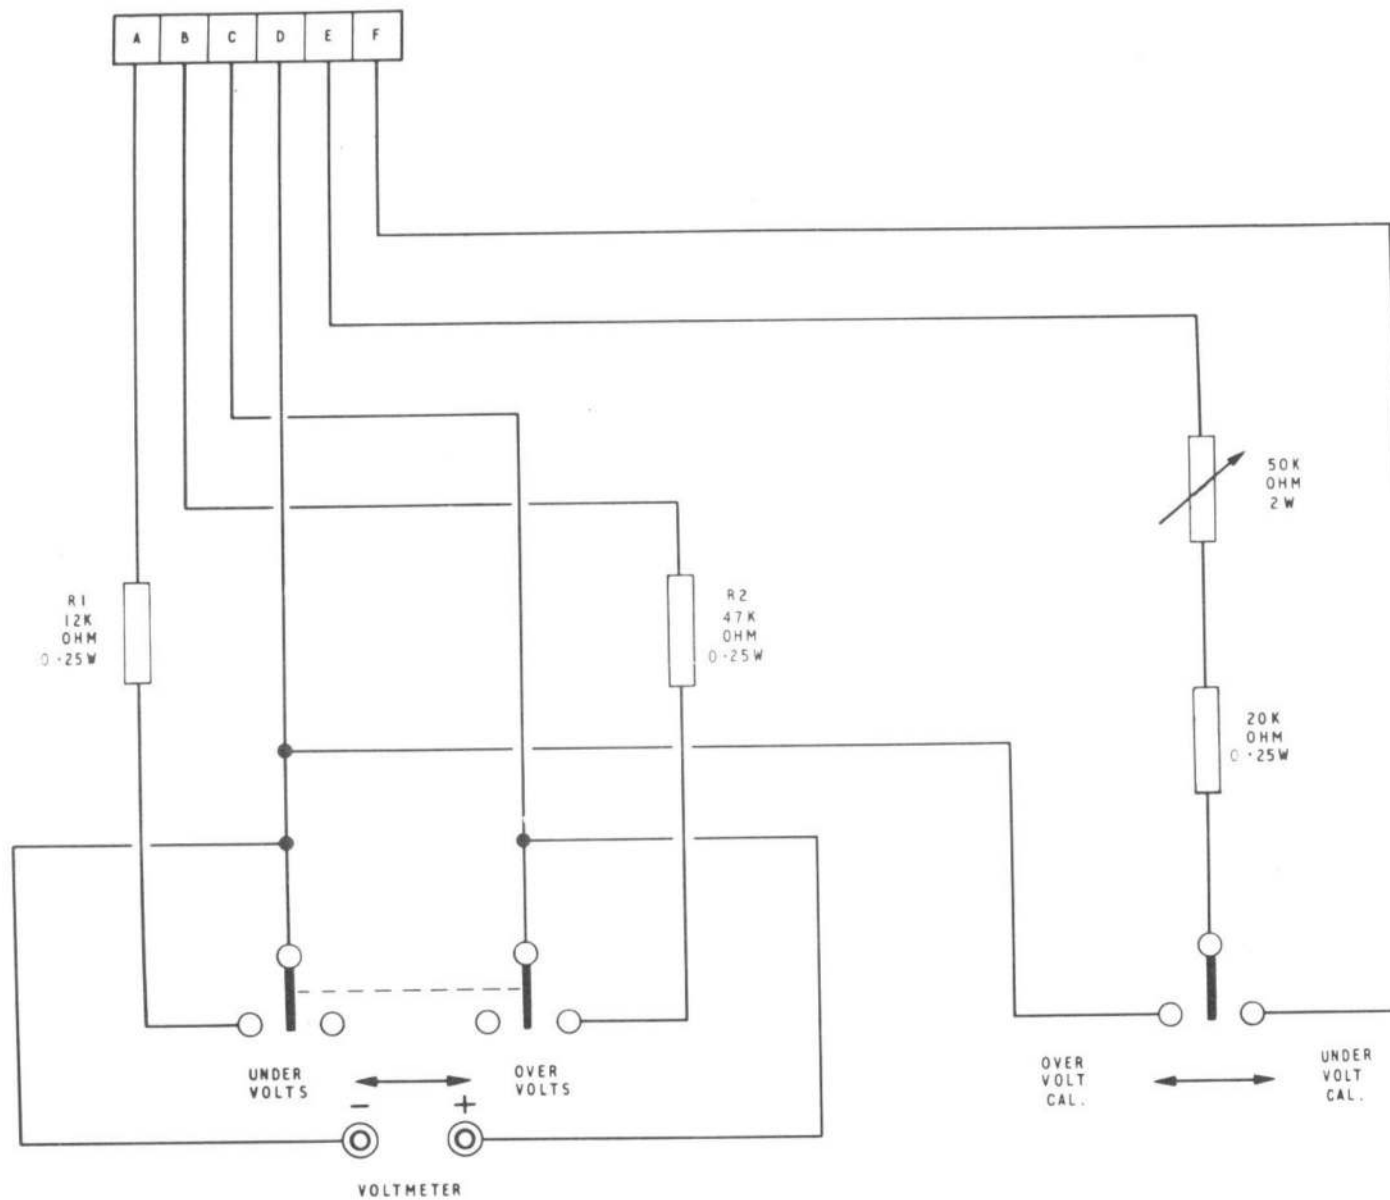 A B C D E F
50K
OHM
2W
R1
12K
OHM
0.25W
R2
47K
OHM
0.25W
20K
OHM
0.25W
UNDER
VOLTS
OVER
VOLTS
- +
VOLTMETER
OVER
VOLT
CAL.
UNDER
VOLT
CAL.